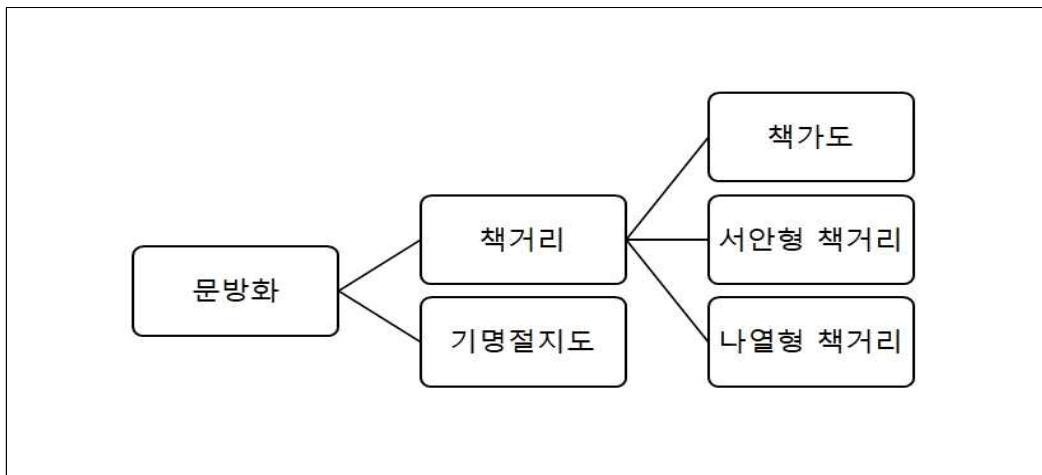 문방화
책거리
기명절지도
책가도
서안형 책거리
나열형 책거리